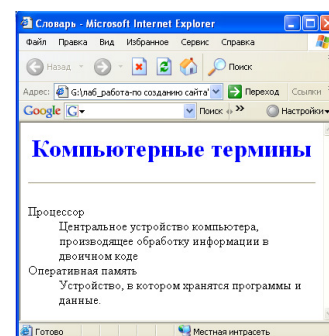 Словарь - Microsoft Internet Explorer
Файл Правка Вид Избранное Сервис Справка
Назад Поиск
Адрес: G:\лаб_работа-по созданию сайта Переход Ссылки
Google G Поиск Настройки
Компьютерные термины
Процессор
Центральное устройство компьютера,
производящее обработку информации в
двоичном коде
Оперативная память
Устройство, в котором хранятся программы и
данные.
Готово Местная интрасеть